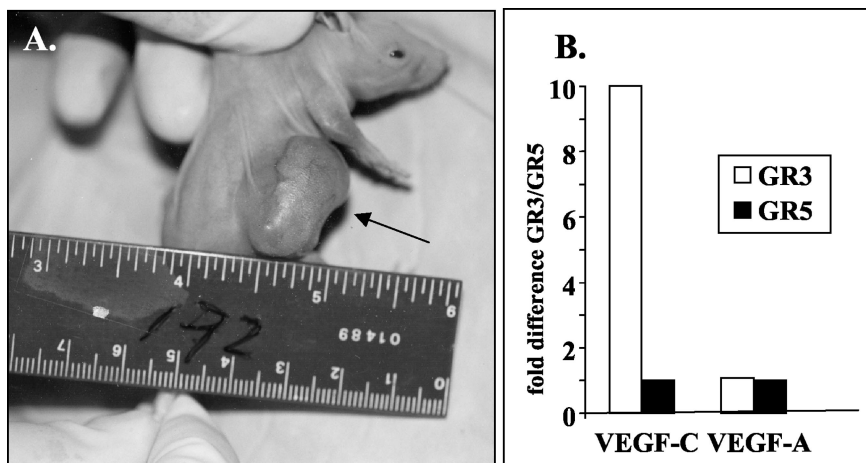 A.
3 4 5 6
192
01489
7 6 5 4 3 2 1 0
B.
fold difference GR3/GR5
10
8
6
4
2
0
GR3
GR5
VEGF-C VEGF-A